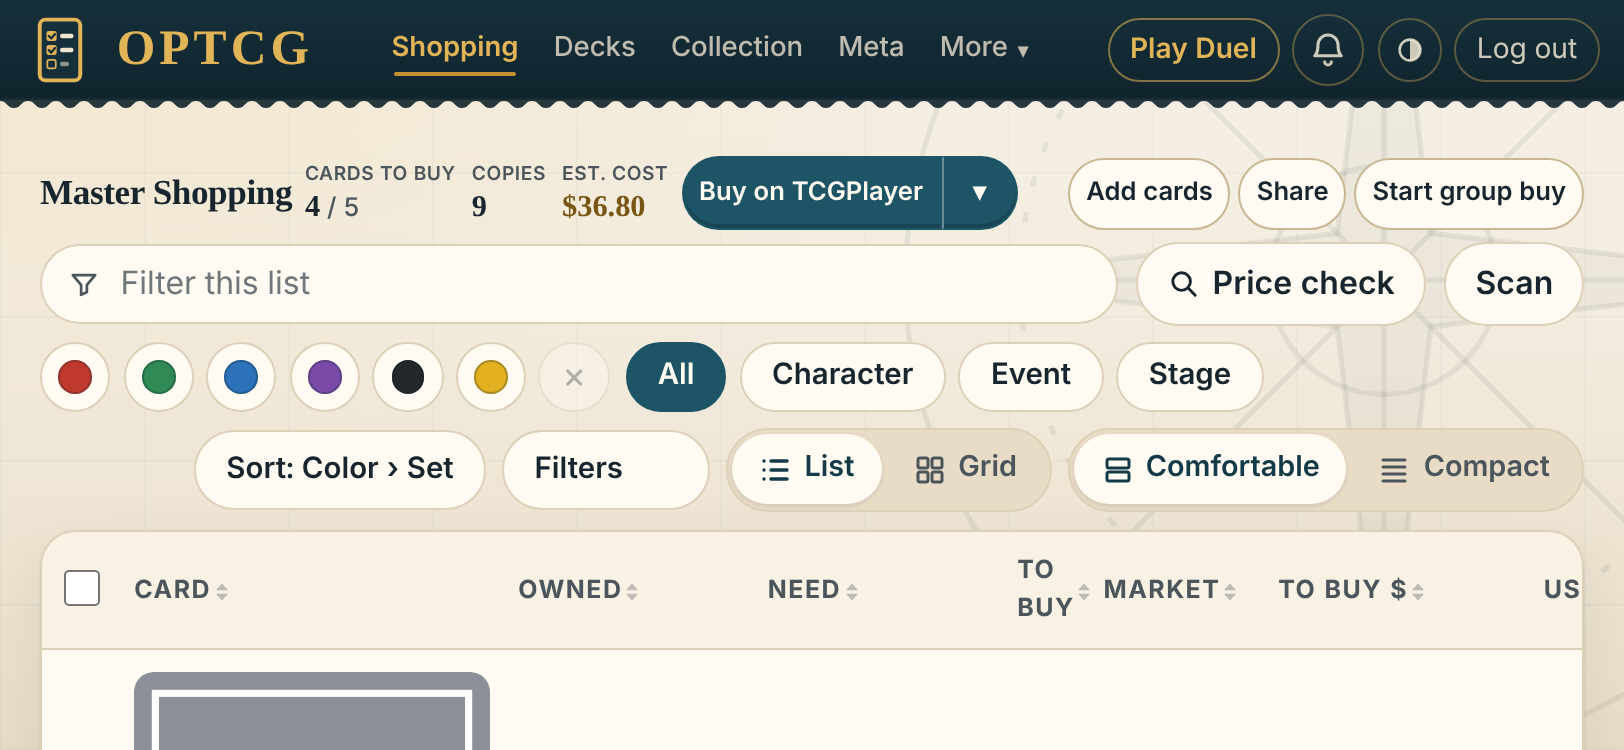 OPTCG Shopping Decks Collection Meta More ▼ Play Duel Log out
Master Shopping
CARDS TO BUY COPIES EST. COST
4 / 5 9 $36.80
Buy on TCGPlayer ▼ Add cards Share Start group buy
Filter this list Price check Scan
All Character Event Stage
Sort: Color › Set Filters List Grid Comfortable Compact
CARD OWNED NEED TO BUY MARKET TO BUY $ US